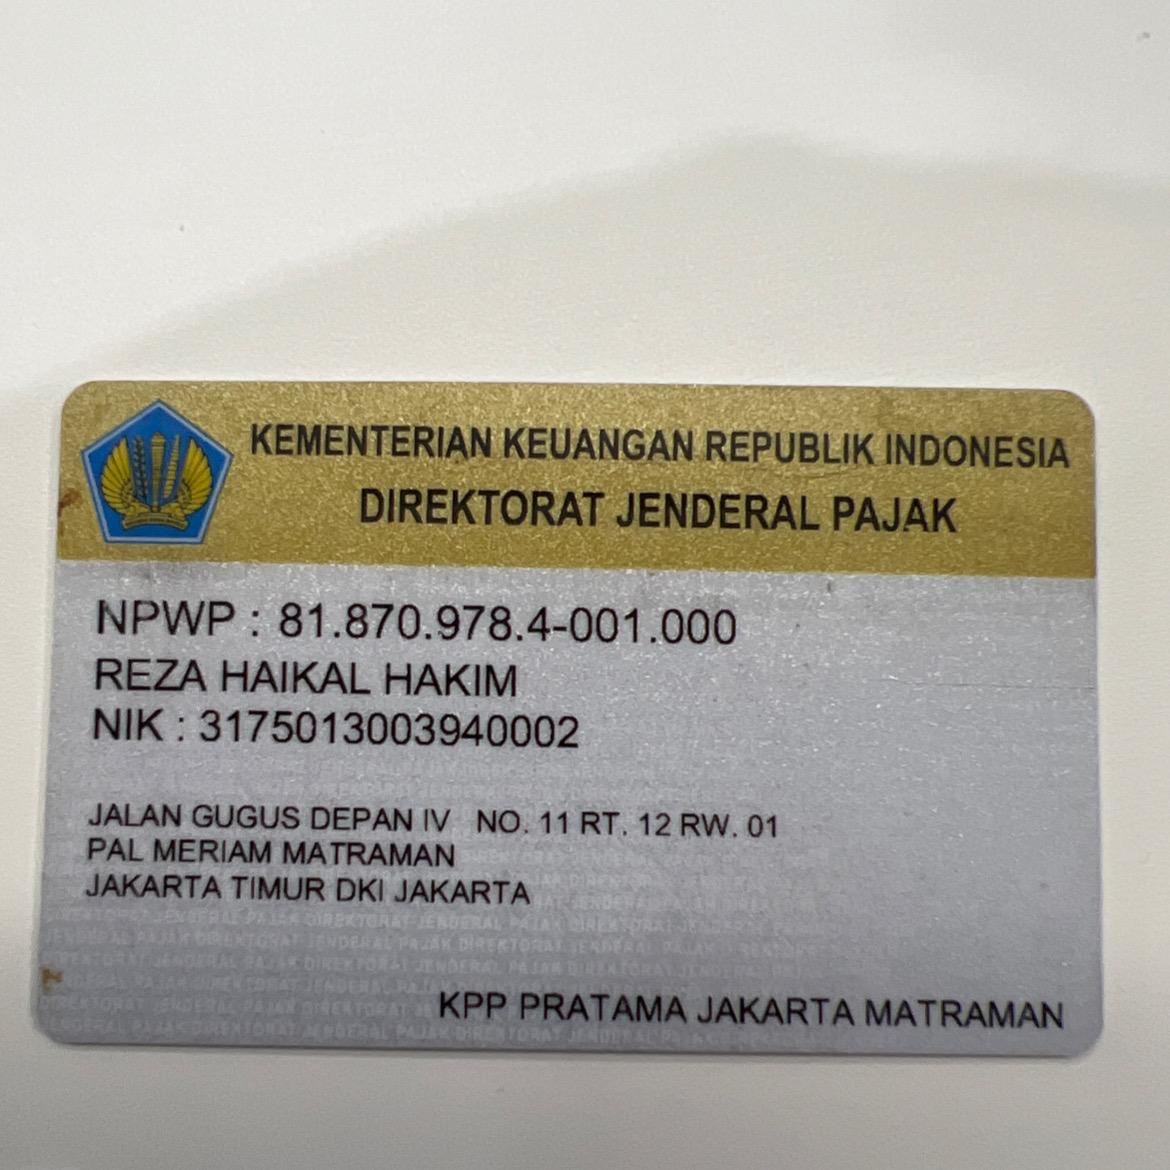 KEMENTERIAN KEUANGAN REPUBLIK INDONESIA
DIREKTORAT JENDERAL PAJAK
NPWP : 81.870.978.4-001.000
REZA HAIKAL HAKIM
NIK : 3175013003940002
JALAN GUGUS DEPAN IV NO. 11 RT. 12 RW. 01
PAL MERIAM MATRAMAN
JAKARTA TIMUR DKI JAKARTA
KPP PRATAMA JAKARTA MATRAMAN